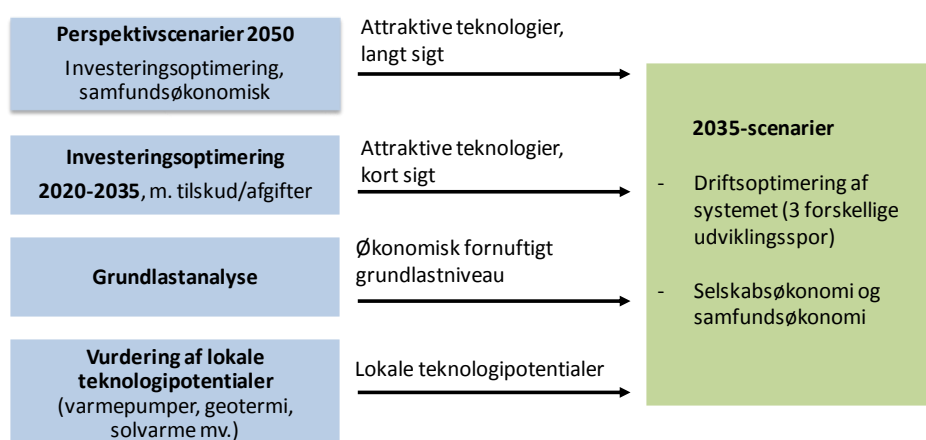 Perspektivscenarier 2050
Investeringsoptimering,
samfundsøkonomisk
Attraktive teknologier,
langt sigt
Investeringsoptimering
2020-2035, m. tilskud/afgifter
Attraktive teknologier,
kort sigt
Grundlastanalyse
Økonomisk fornuftigt
grundlastniveau
Vurdering af lokale
teknologipotentialer
(varmepumper, geotermi,
solvarme mv.)
Lokale teknologipotentialer
2035-scenarier
- Driftsoptimering af
systemet (3 forskellige
udviklingsspor)
- Selskabsøkonomi og
samfundsøkonomi